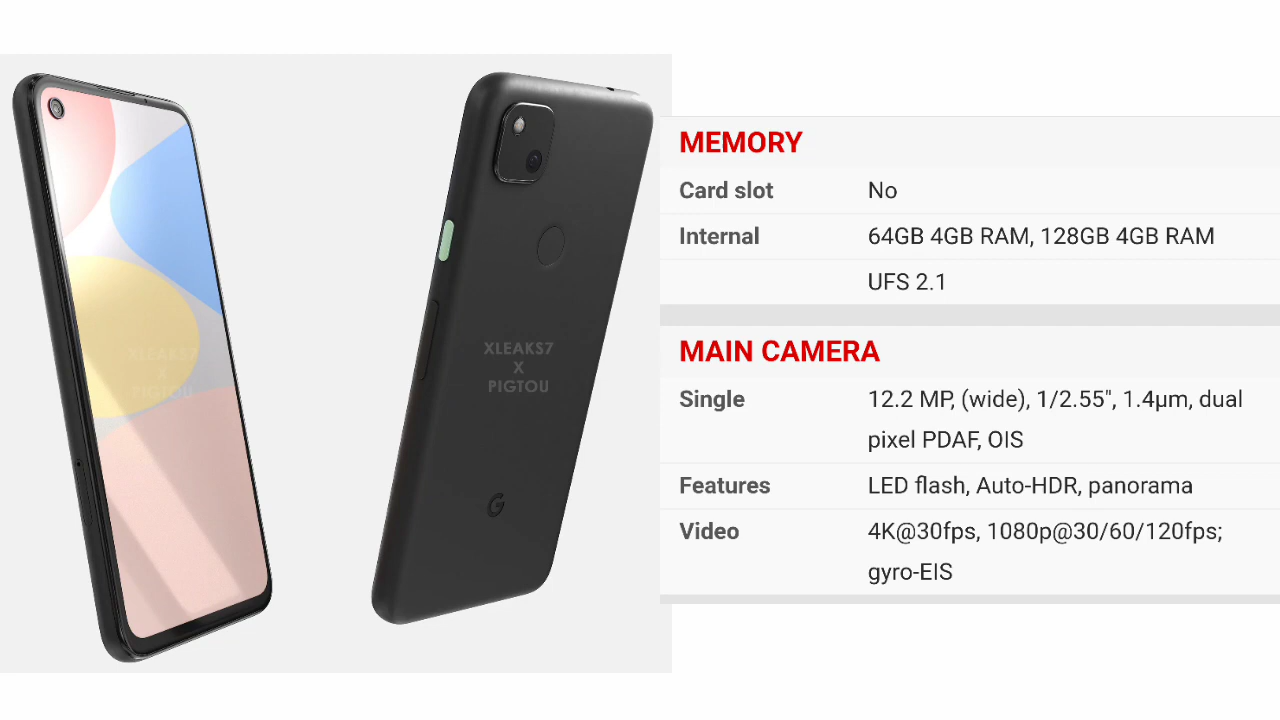 XLEAKS7
X
PIGTOU
XLEAKS7
X
PIGTOU
G
MEMORY
Card slot No
Internal 64GB 4GB RAM, 128GB 4GB RAM
UFS 2.1
MAIN CAMERA
Single 12.2 MP, (wide), 1/2.55", 1.4µm, dual
pixel PDAF, OIS
Features LED flash, Auto-HDR, panorama
Video 4K@30fps, 1080p@30/60/120fps;
gyro-EIS